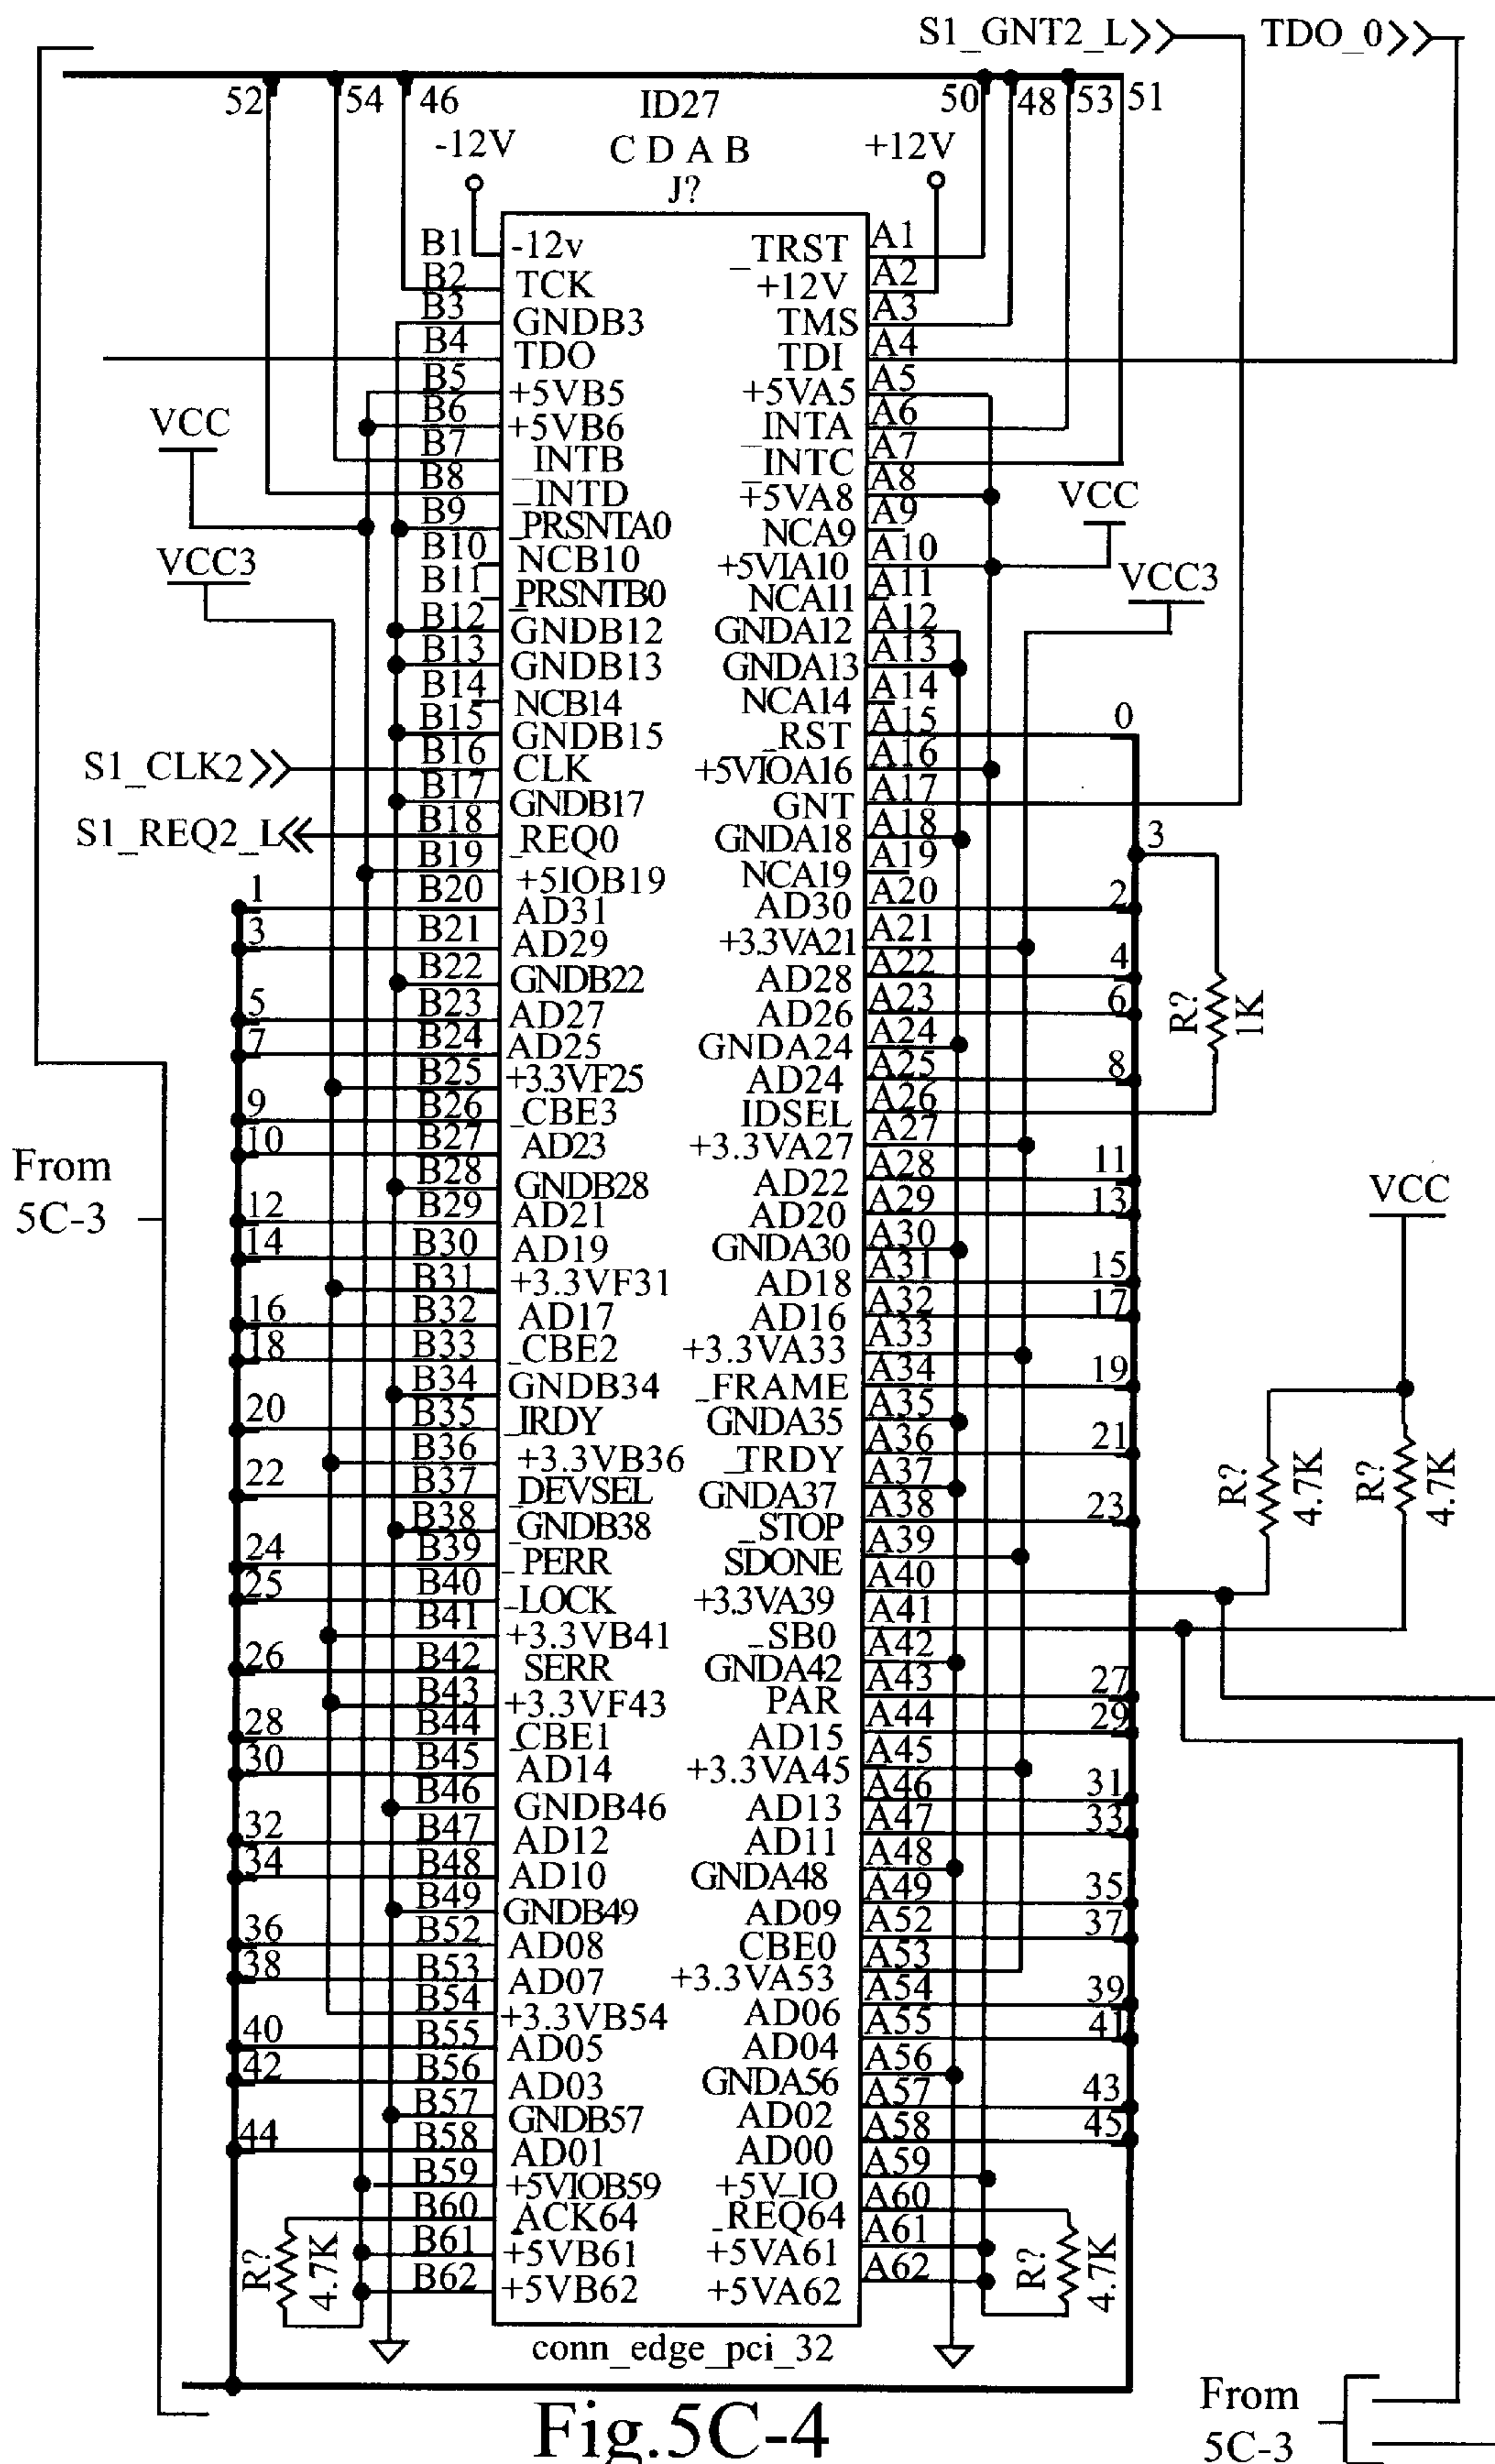 S1_GNT2_L
TDO_0
52
54
46
ID27
50
48
53
51
-12V
C D A B
+12V
J?
B1 -12v _TRST A1
B2 TCK +12V A2
B3 GNDB3 TMS A3
B4 TDO TDI A4
B5 +5VB5 +5VA5 A5
B6 +5VB6 _INTA A6
VCC
B7 _INTB _INTC A7
B8 _INTD +5VA8 A8
VCC
B9 _PRSNTA0 NCA9 A9
B10 NCB10 +5VIA10 A10
VCC3
VCC3
B11 _PRSNTB0 NCA11 A11
B12 GNDB12 GNDA12 A12
B13 GNDB13 GNDA13 A13
B14 NCB14 NCA14 A14
B15 GNDB15 _RST A15 0
S1_CLK2 B16 CLK +5VIOA16 A16
B17 GNDB17 GNT A17
S1_REQ2_L B18 _REQ0 GNDA18 A18
3
B19 +5IOB19 NCA19 A19
1 B20 AD31 AD30 A20 2
3 B21 AD29 +3.3VA21 A21
B22 GNDB22 AD28 A22 4
5 B23 AD27 AD26 A23 6
R?
1K
7 B24 AD25 GNDA24 A24
B25 +3.3VF25 AD24 A25 8
9 B26 _CBE3 IDSEL A26
10 B27 AD23 +3.3VA27 A27
From
5C-3
B28 GNDB28 AD22 A28 11
VCC
12 B29 AD21 AD20 A29 13
14 B30 AD19 GNDA30 A30
B31 +3.3VF31 AD18 A31 15
16 B32 AD17 AD16 A32 17
18 B33 _CBE2 +3.3VA33 A33
B34 GNDB34 _FRAME A34 19
20 B35 _IRDY GNDA35 A35
B36 +3.3VB36 _TRDY A36 21
22 B37 _DEVSEL GNDA37 A37
R?
4.7K
R?
4.7K
B38 GNDB38 _STOP A38 23
24 B39 _PERR SDONE A39
25 B40 _LOCK +3.3VA39 A40
B41 +3.3VB41 _SB0 A41
26 B42 SERR GNDA42 A42
B43 +3.3VF43 PAR A43 27
28 B44 _CBE1 AD15 A44 29
30 B45 AD14 +3.3VA45 A45
B46 GNDB46 AD13 A46 31
32 B47 AD12 AD11 A47 33
34 B48 AD10 GNDA48 A48
B49 GNDB49 AD09 A49 35
36 B52 AD08 CBE0 A52 37
38 B53 AD07 +3.3VA53 A53
B54 +3.3VB54 AD06 A54 39
40 B55 AD05 AD04 A55 41
42 B56 AD03 GNDA56 A56
B57 GNDB57 AD02 A57 43
44 B58 AD01 AD00 A58 45
B59 +5VIOB59 +5V_IO A59
B60 _ACK64 _REQ64 A60
B61 +5VB61 +5VA61 A61
B62 +5VB62 +5VA62 A62
R?
4.7K
R?
4.7K
conn_edge_pci_32
From
5C-3
Fig.5C-4